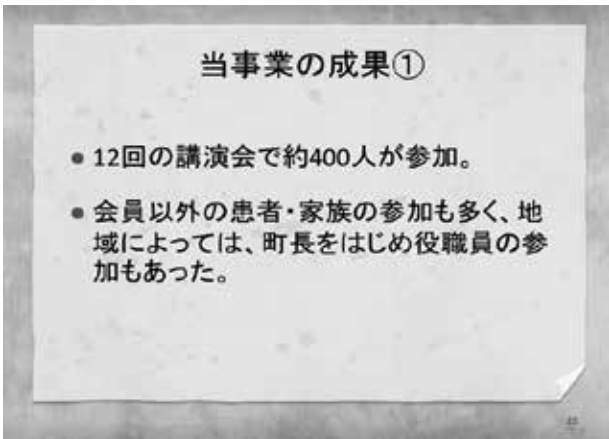 当事業の成果①
● 12回の講演会で約400人が参加。
● 会員以外の患者・家族の参加も多く、地
域によっては、町長をはじめ役職員の参
加もあった。